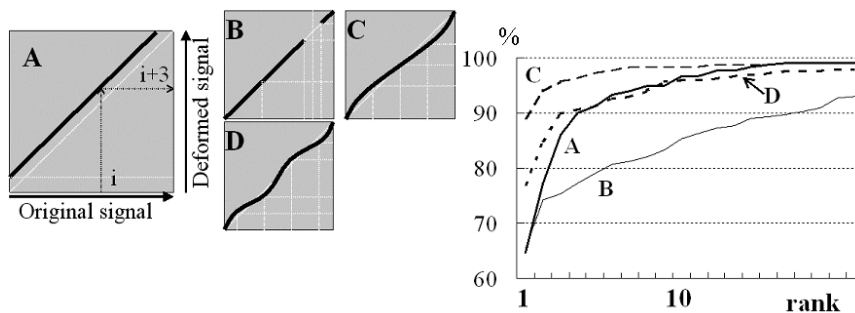 A
i+3
i
Original signal
Deformed signal
B
C
D
%
100
90
80
70
60
C
D
A
B
1
10
rank